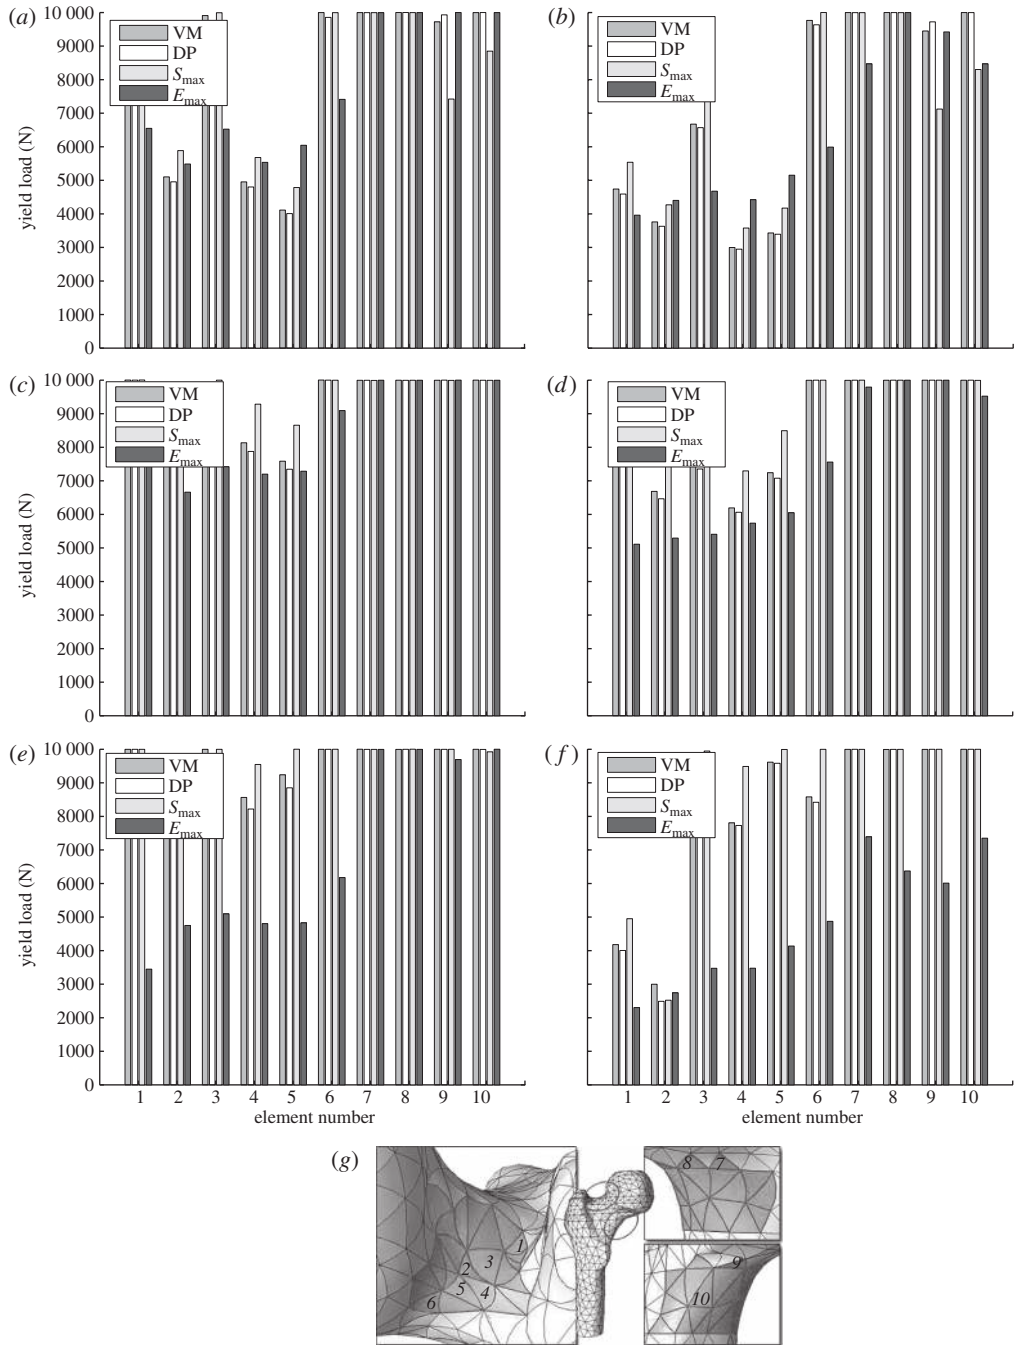 (a)
10 000
9000
8000
7000
6000
5000
4000
3000
2000
1000
0
yield load (N)
VM
DP
Smax
Emax
(b)
VM
DP
Smax
Emax
(c)
10 000
9000
8000
7000
6000
5000
4000
3000
2000
1000
0
yield load (N)
VM
DP
Smax
Emax
(d)
VM
DP
Smax
Emax
(e)
10 000
9000
8000
7000
6000
5000
4000
3000
2000
1000
0
yield load (N)
VM
DP
Smax
Emax
1 2 3 4 5 6 7 8 9 10
element number
(f)
VM
DP
Smax
Emax
1 2 3 4 5 6 7 8 9 10
element number
(g)
1
2 3
5 4
6
8 7
9
10